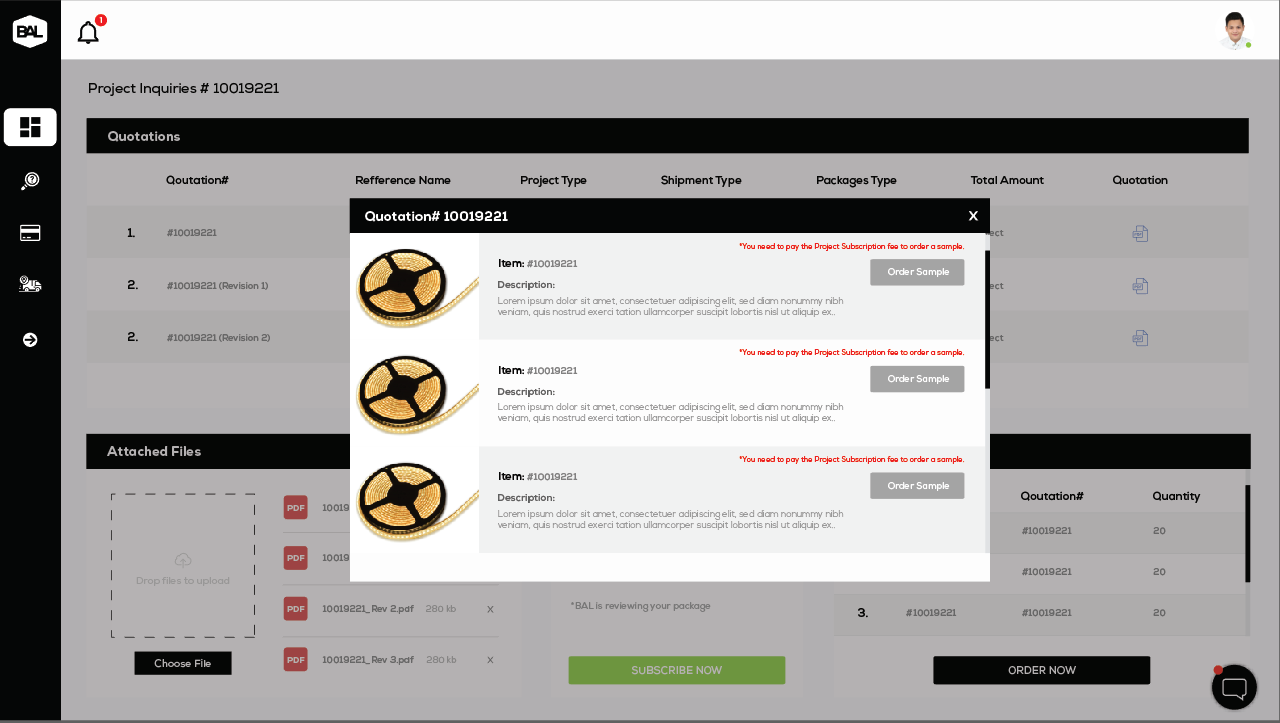 BAL
1
Project Inquiries # 10019221
Quotations
Qoutation# Refference Name Project Type Shipment Type Packages Type Total Amount Quotation
1. #10019221
2. #10019221 (Revision 1)
2. #10019221 (Revision 2)
Quotation# 10019221 X
*You need to pay the Project Subscription fee to order a sample.
Item: #10019221
Order Sample
Description:
Lorem ipsum dolor sit amet, consectetuer adipiscing elit, sed diam nonummy nibh
veniam, quis nostrud exerci tation ullamcorper suscipit lobortis nisl ut aliquip ex..
*You need to pay the Project Subscription fee to order a sample.
Item: #10019221
Order Sample
Description:
Lorem ipsum dolor sit amet, consectetuer adipiscing elit, sed diam nonummy nibh
veniam, quis nostrud exerci tation ullamcorper suscipit lobortis nisl ut aliquip ex..
*You need to pay the Project Subscription fee to order a sample.
Item: #10019221
Order Sample
Description:
Lorem ipsum dolor sit amet, consectetuer adipiscing elit, sed diam nonummy nibh
veniam, quis nostrud exerci tation ullamcorper suscipit lobortis nisl ut aliquip ex..
Attached Files
Drop files to upload
Choose File
PDF
PDF
PDF 10019221_Rev 2.pdf 280 kb X
PDF 10019221_Rev 3.pdf 280 kb X
*BAL is reviewing your package
SUBSCRIBE NOW
Qoutation# Quantity
#10019221 20
#10019221 20
3. #10019221 #10019221 20
ORDER NOW